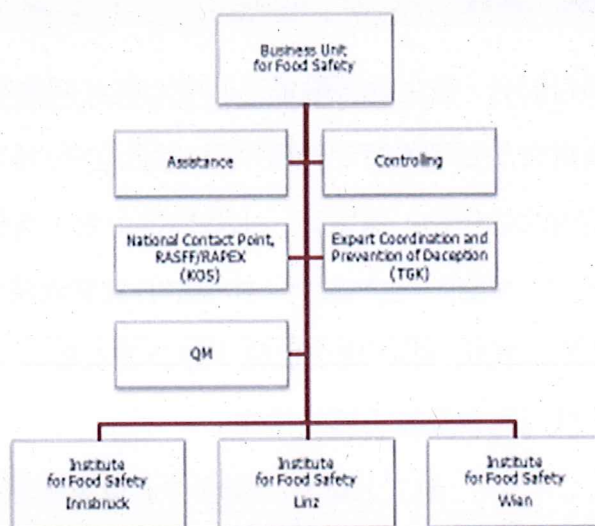 Business Unit
for Food Safety
Assistance
Controlling
National Contact Point,
RASFF/RAPEX
(KOS)
Expert Coordination and
Prevention of Deception
(TGK)
QM
Institute
for Food Safety
Innsbruck
Institute
for Food Safety
Linz
Institute
for Food Safety
Wien